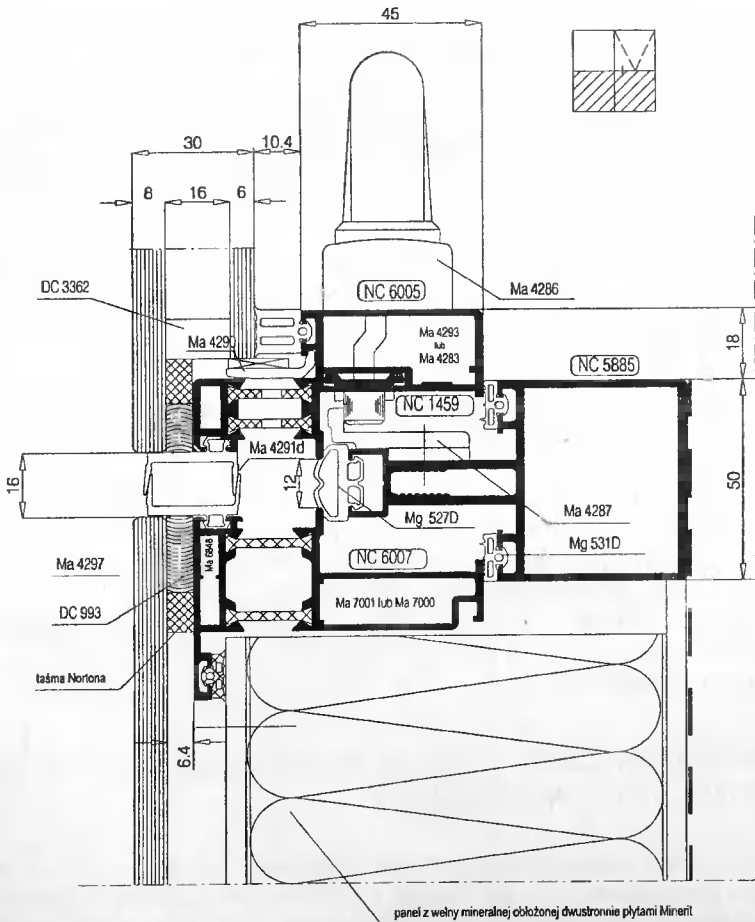 45
30
10.4
8
16
6
DC 3362
NC 6005
Ma 4286
Ma 4293
lub
Ma 4283
18
NC 5885
NC 1459
Ma 4291d
16
12
50
Ma 4287
Mg 527D
Mg 531D
Ma 6848
Ma 4297
NC 6007
DC 993
Ma 7001 lub Ma 7000
taśma Nortona
6.4
panel z wełny mineralnej obłożonej dwustronnie płytami Minerit